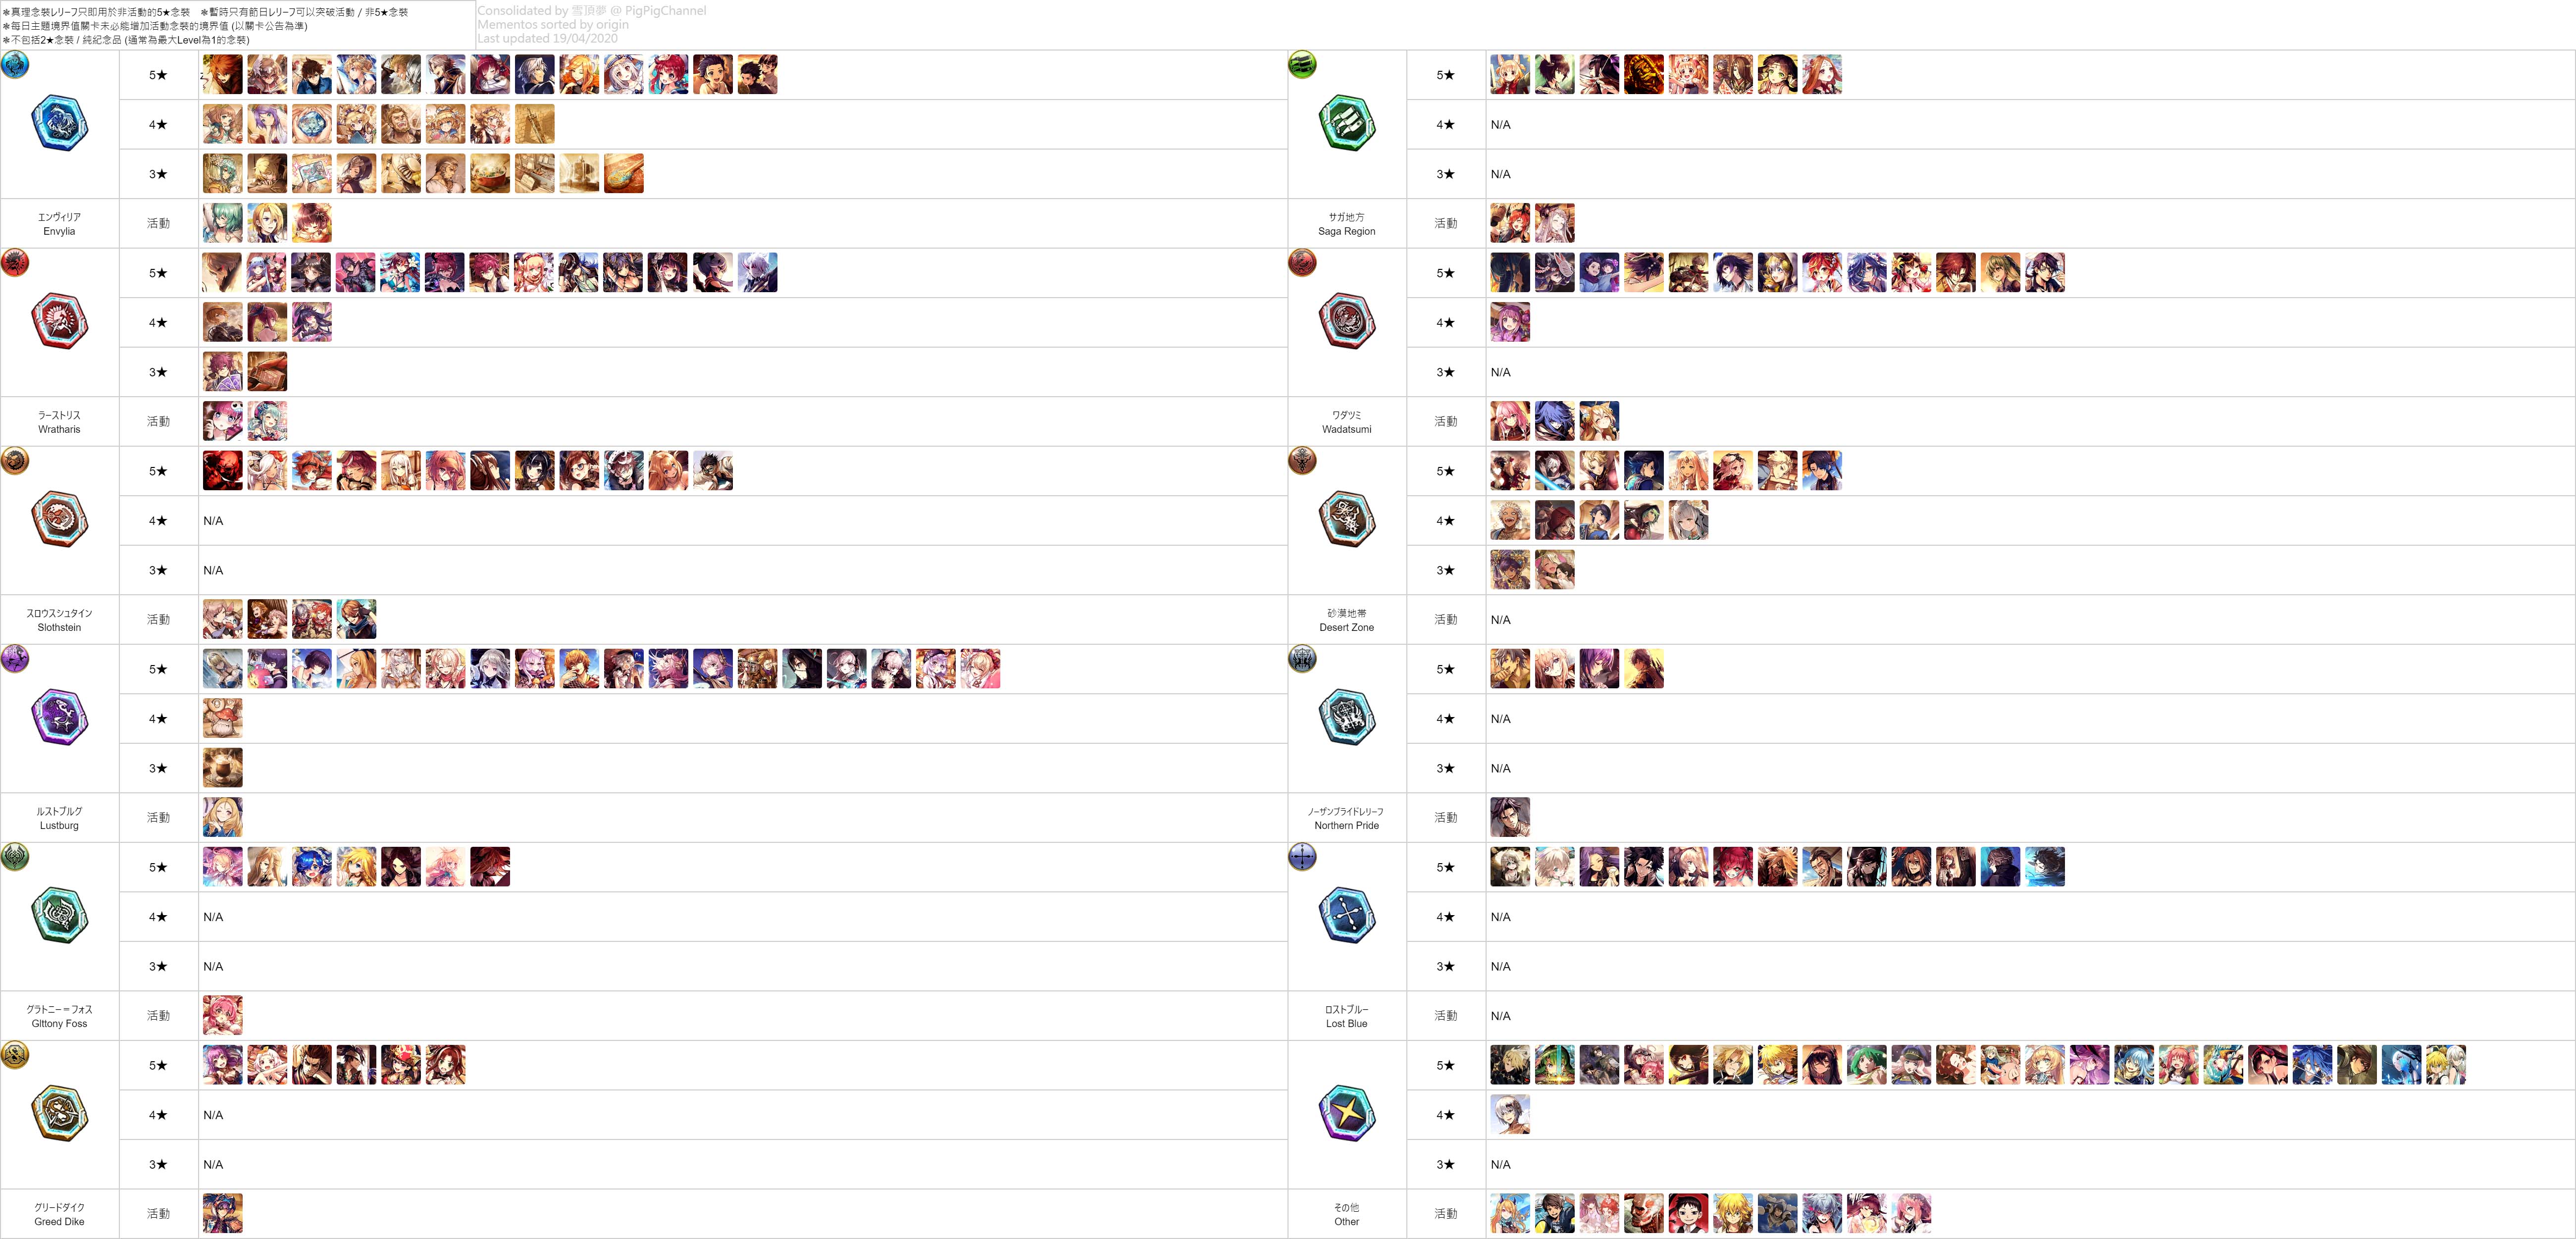 ＊真理念裝レリーフ只即用於非活動的5★念裝　＊暫時只有節日レリーフ可以突破活動 / 非5★念裝
＊每日主題境界值關卡未必能增加活動念裝的境界值 (以關卡公告為準)
＊不包括2★念裝 / 純紀念品 (通常為最大Level為1的念裝)
Consolidated by 雪頂夢 @ PigPigChannel
Mementos sorted by origin
Last updated 19/04/2020
5★
4★
3★
エンヴィリア
Envylia
活動
5★
4★ N/A
3★ N/A
サガ地方
Saga Region
活動
5★
4★
3★
ラーストリス
Wratharis
活動
5★
4★
3★ N/A
ワダツミ
Wadatsumi
活動
5★
4★ N/A
3★ N/A
スロウスシュタイン
Slothstein
活動
5★
4★
3★
砂漠地帯
Desert Zone
活動 N/A
5★
4★
3★
ルストブルグ
Lustburg
活動
5★
4★ N/A
3★ N/A
ノーザンブライドレリーフ
Northern Pride
活動
5★
4★ N/A
3★ N/A
グラトニー＝フォス
Glttony Foss
活動
5★
4★ N/A
3★ N/A
ロストブルー
Lost Blue
活動 N/A
5★
4★ N/A
3★ N/A
グリードダイク
Greed Dike
活動
5★
4★
3★ N/A
その他
Other
活動